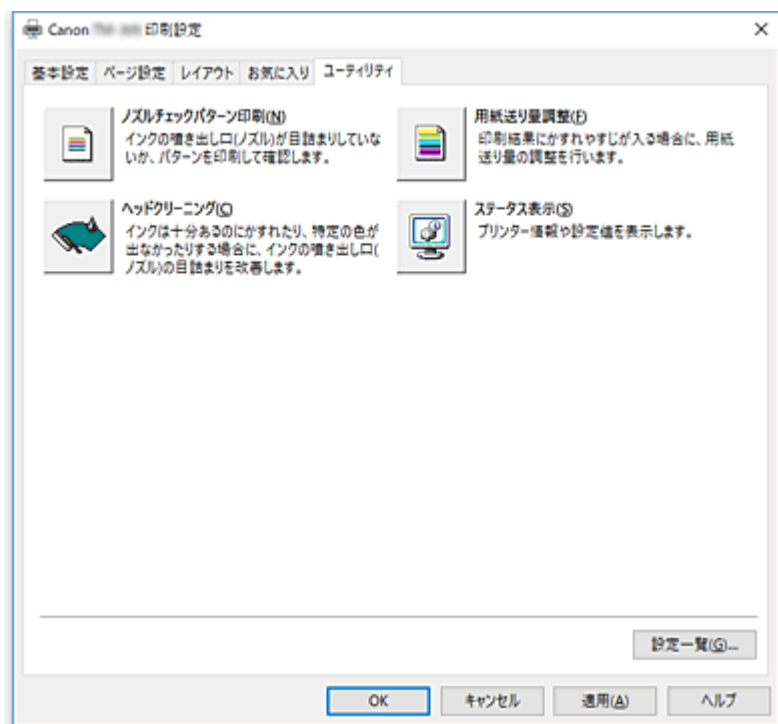 Canon 印刷設定
基本設定 ページ設定 レイアウト お気に入り ユーティリティ
ノズルチェックパターン印刷(N)
インクの噴き出し口(ノズル)が目詰まりしていな
いか、パターンを印刷して確認します。
用紙送り量調整(F)
印刷結果にかすれやすじが入る場合に、用紙
送り量の調整を行います。
ヘッドクリーニング(C)
インクは十分あるのにかすれたり、特定の色が
出なかったりする場合に、インクの噴き出し口(
ノズル)の目詰まりを改善します。
ステータス表示(S)
プリンター情報や設定値を表示します。
設定一覧(G)...
OK キャンセル 適用(A) ヘルプ